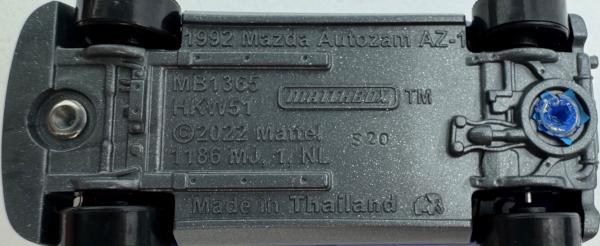 1992 Mazda Autozam AZ-1
MB1365
HKW51
MATCHBOX TM
©2022 Mattel
S20
1186 MJ, 1, NL
Made in Thailand